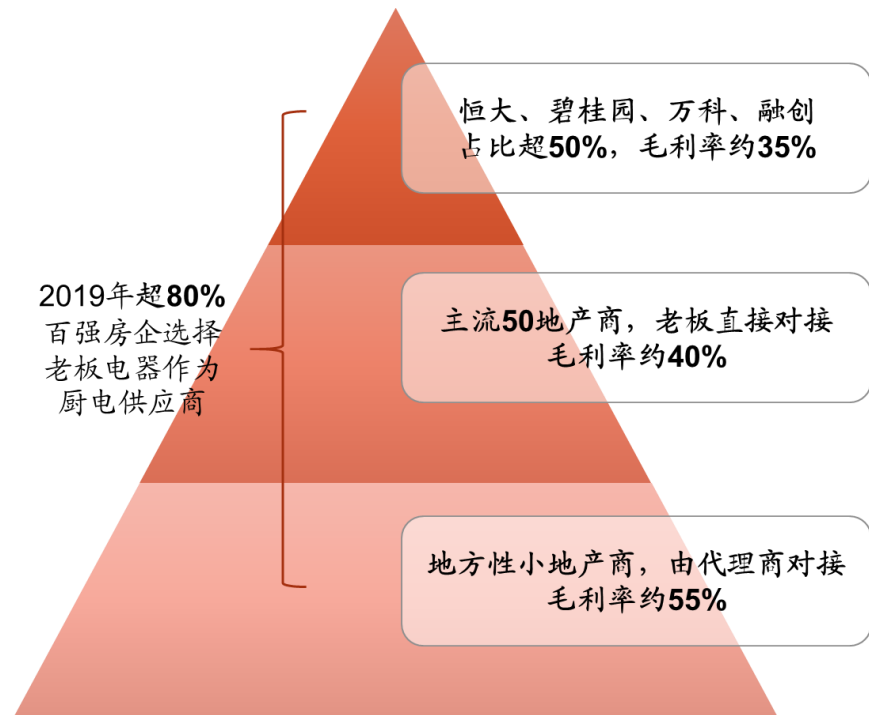 恒大、碧桂园、万科、融创
占比超50%，毛利率约35%
2019年超80%
百强房企选择
老板电器作为
厨电供应商
主流50地产商，老板直接对接
毛利率约40%
地方性小地产商，由代理商对接
毛利率约55%